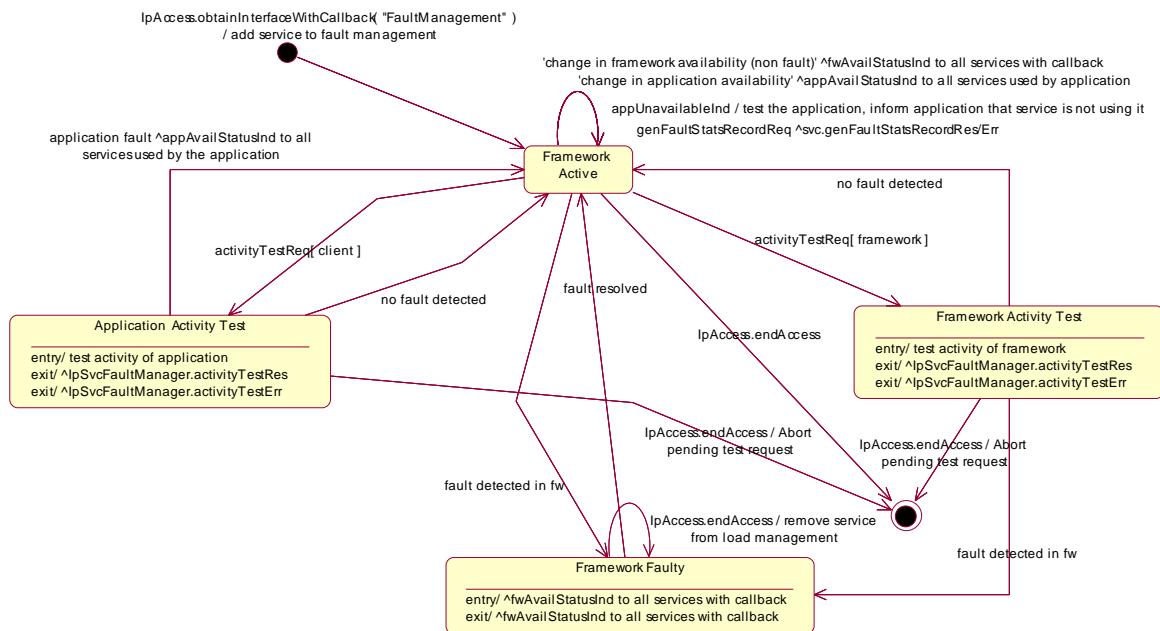 IpAccess.obtainInterfaceWithCallback( "FaultManagement" )
/ add service to fault management
'change in framework availability (non fault)' ^fwAvailStatusInd to all services with callback
'change in application availability' ^appAvailStatusInd to all services used by application
appUnavailableInd / test the application, inform application that service is not using it
genFaultStatsRecordReq ^svc.genFaultStatsRecordRes/Err
application fault ^appAvailStatusInd to all
services used by the application
Framework
Active
no fault detected
activityTestReq[ client ]
activityTestReq[ framework ]
no fault detected
fault resolved
IpAccess.endAccess
Application Activity Test
entry/ test activity of application
exit/ ^IpSvcFaultManager.activityTestRes
exit/ ^IpSvcFaultManager.activityTestErr
Framework Activity Test
entry/ test activity of framework
exit/ ^IpSvcFaultManager.activityTestRes
exit/ ^IpSvcFaultManager.activityTestErr
IpAccess.endAccess / Abort
pending test request
IpAccess.endAccess / Abort
pending test request
fault detected in fw
IpAccess.endAccess / remove service
from load management
fault detected in fw
Framework Faulty
entry/ ^fwAvailStatusInd to all services with callback
exit/ ^fwAvailStatusInd to all services with callback